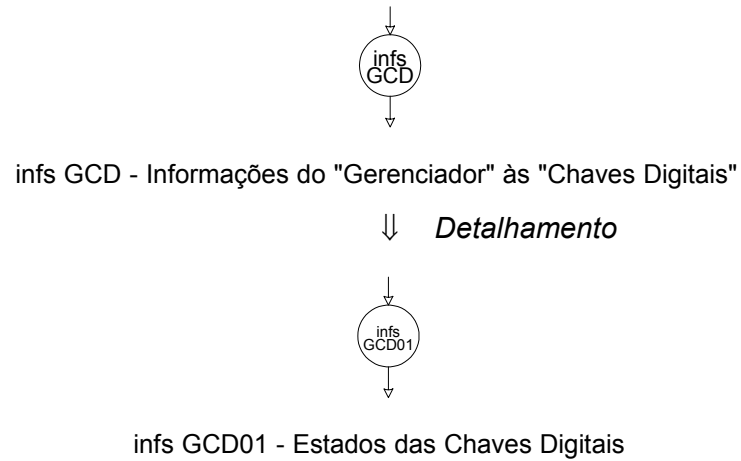 infs
GCD
infs GCD - Informações do "Gerenciador" às "Chaves Digitais"
⇓ Detalhamento
infs
GCD01
infs GCD01 - Estados das Chaves Digitais